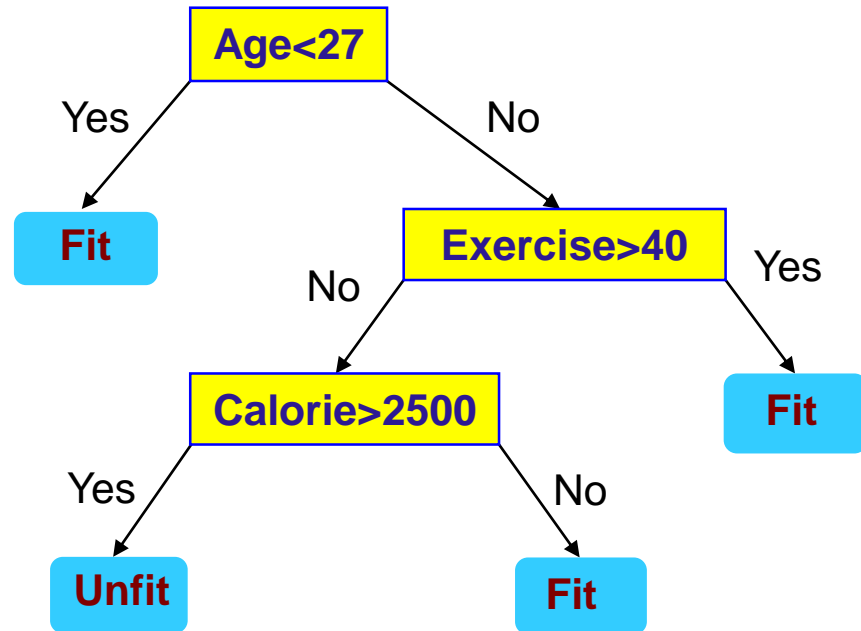 Age<27
Yes
No
Fit
Exercise>40
No
Yes
Calorie>2500
Fit
Yes
No
Unfit
Fit